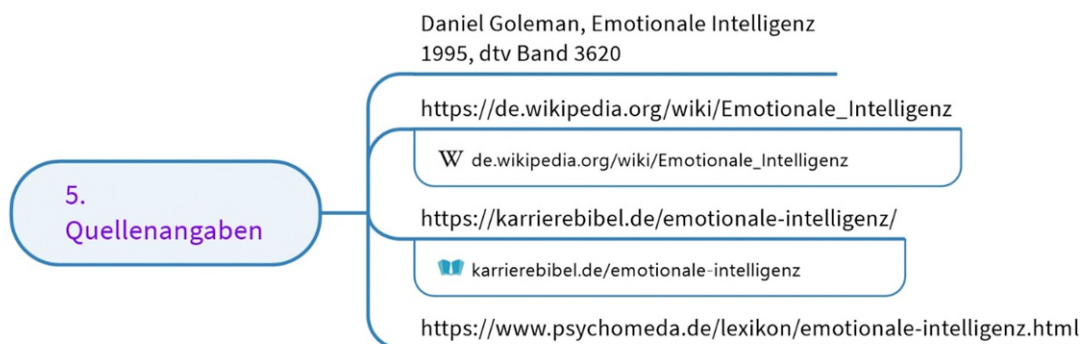 Daniel Goleman, Emotionale Intelligenz
1995, dtv Band 3620
https://de.wikipedia.org/wiki/Emotionale_Intelligenz
W de.wikipedia.org/wiki/Emotionale_Intelligenz
5.
Quellenangaben
https://karrierebibel.de/emotionale-intelligenz/
karrierebibel.de/emotionale-intelligenz
https://www.psychomeda.de/lexikon/emotionale-intelligenz.html